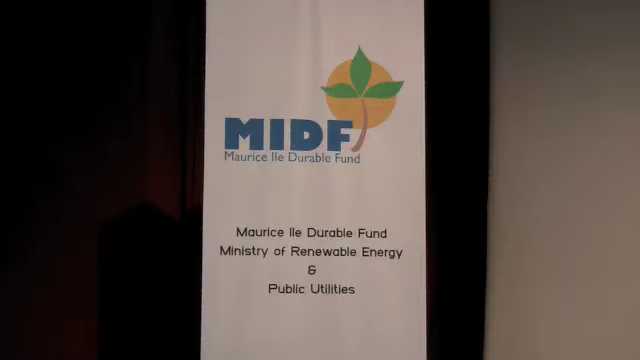 MIDF
Maurice Ile Durable Fund
Maurice Ile Durable Fund
Ministry of Renewable Energy
&
Public Utilities